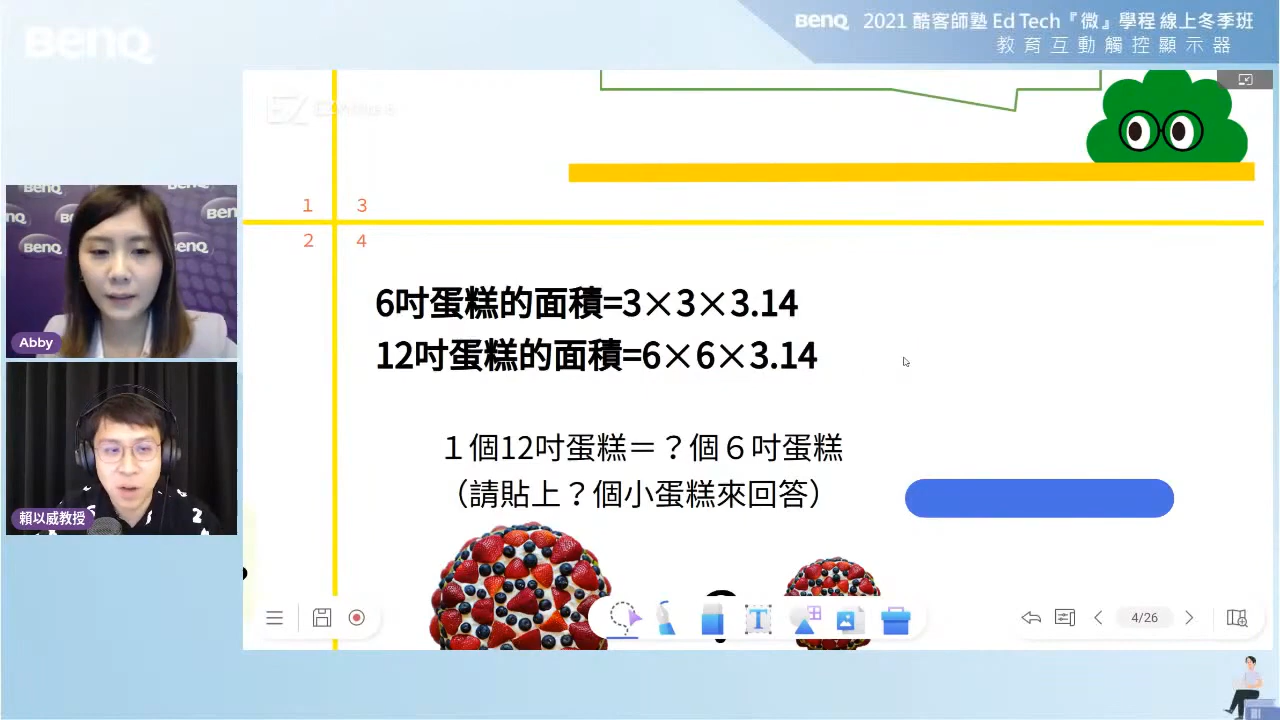 BenQ
BenQ 2021 酷客師塾 Ed Tech『微』學程 線上冬季班
教育互動觸控顯示器
EZ
1 3
2 4
BenQ
BenQ
BenQ
Abby
賴以威教授
6吋蛋糕的面積=3×3×3.14
12吋蛋糕的面積=6×6×3.14
１個12吋蛋糕＝？個６吋蛋糕
（請貼上？個小蛋糕來回答）
T
4/26